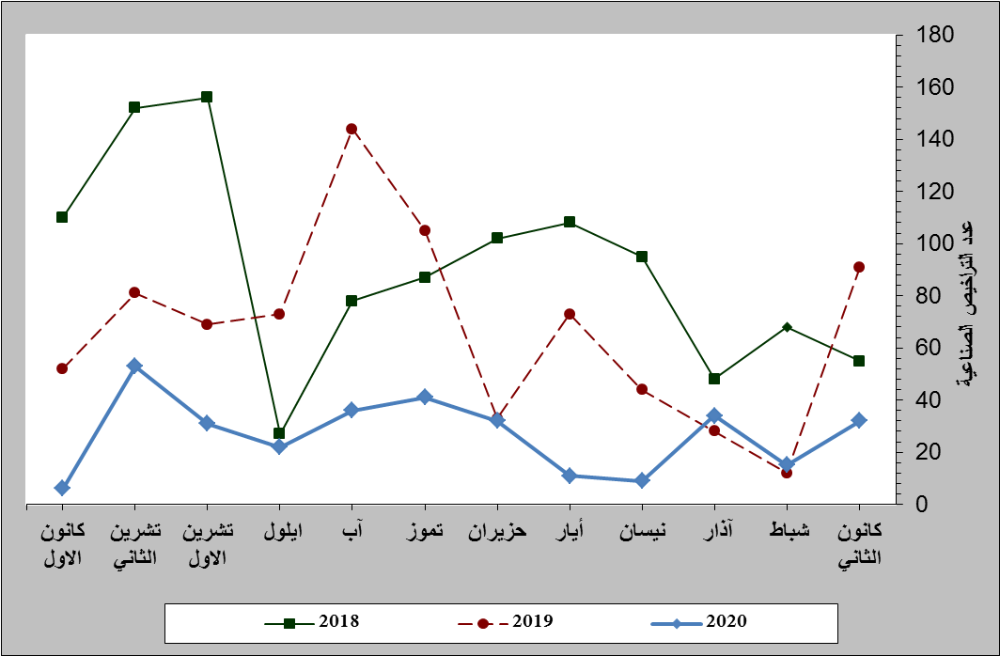 180
160
140
120
100
80
60
40
20
0
عدد التراخيص الصناعية
كانون
الثاني
شباط
آذار
نيسان
أيار
حزيران
تموز
آب
ايلول
تشرين
الاول
تشرين
الثاني
كانون
الاول
2018
2019
2020